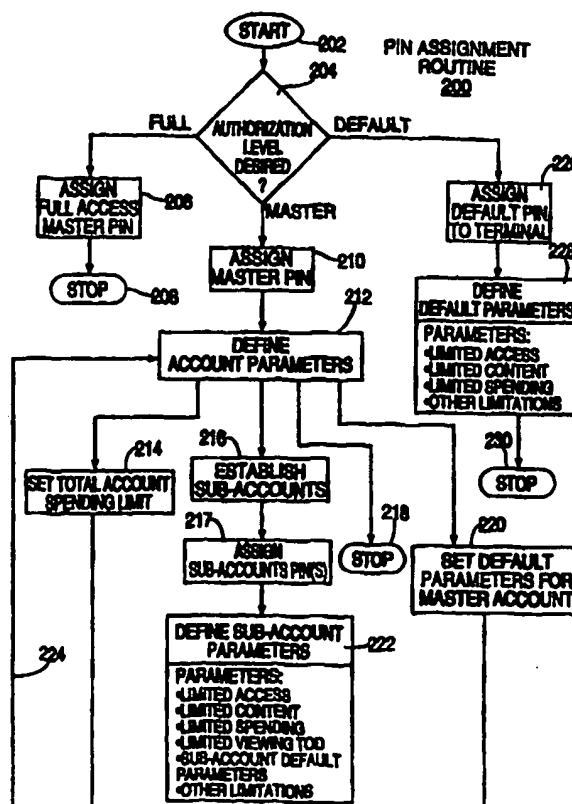 START
202
PIN ASSIGNMENT
ROUTINE
200
204
FULL
AUTHORIZATION
LEVEL
DESIRED
?
DEFAULT
MASTER
ASSIGN
FULL ACCESS
MASTER PIN
206
STOP
208
ASSIGN
MASTER PIN
210
ASSIGN
DEFAULT PIN
TO TERMINAL
228
DEFINE
DEFAULT PARAMETERS
PARAMETERS:
•LIMITED ACCESS
•LIMITED CONTENT
•LIMITED SPENDING
•OTHER LIMITATIONS
230
STOP
212
DEFINE
ACCOUNT PARAMETERS
214
SET TOTAL ACCOUNT
SPENDING LIMIT
216
ESTABLISH
SUB-ACCOUNTS
217
ASSIGN
SUB-ACCOUNTS PIN(S)
218
STOP
220
SET DEFAULT
PARAMETERS FOR
MASTER ACCOUNT
DEFINE SUB-ACCOUNT
PARAMETERS
222
PARAMETERS:
•LIMITED ACCESS
•LIMITED CONTENT
•LIMITED SPENDING
•LIMITED VIEWING TOD
•SUB-ACCOUNT DEFAULT
PARAMETERS
•OTHER LIMITATIONS
224